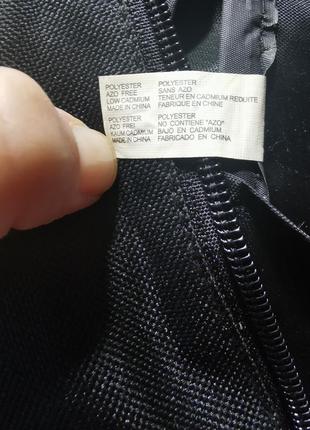 POLYESTER
AZO FREE
LOW CADMIUM
MADE IN CHINA
POLYESTER
SANS AZO
TENEUR EN CADMIUM REDUITE
FABRIQUE EN CHINE
POLYESTER
AZO FREI
KAUM CADMIUM
MADE IN CHINA
POLYESTER
NO CONTIENE "AZO"
BAJO EN CADMIUM
FABRICADO EN CHINA